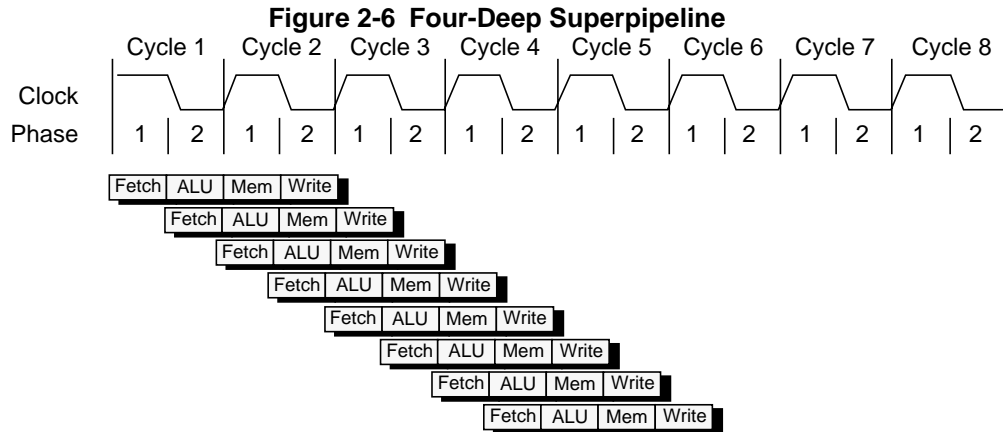 Figure 2-6 Four-Deep Superpipeline
Cycle 1 Cycle 2 Cycle 3 Cycle 4 Cycle 5 Cycle 6 Cycle 7 Cycle 8
Clock
Phase 1 2 1 2 1 2 1 2 1 2 1 2 1 2 1 2
Fetch ALU Mem Write
Fetch ALU Mem Write
Fetch ALU Mem Write
Fetch ALU Mem Write
Fetch ALU Mem Write
Fetch ALU Mem Write
Fetch ALU Mem Write
Fetch ALU Mem Write